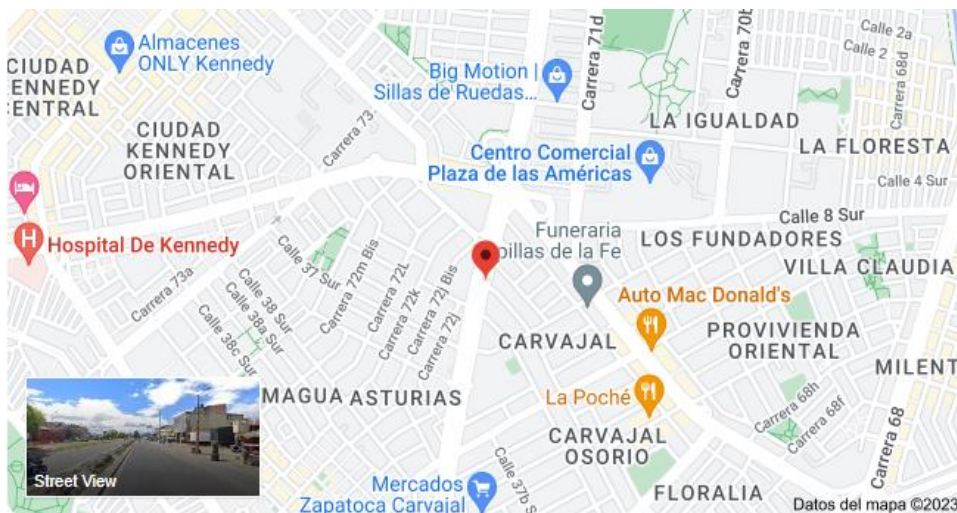 Almacenes
ONLY Kennedy
CIUDAD
KENNEDY
CENTRAL
CIUDAD
KENNEDY
ORIENTAL
Carrera 73
Big Motion |
Sillas de Ruedas...
Carrera 71d
Carrera 70b
Calle 2a
Calle 2
Carrera 68d
LA IGUALDAD
LA FLORESTA
Centro Comercial
Plaza de las Américas
Calle 4 Sur
H
Hospital De Kennedy
Calle 8 Sur
Funeraria
pillas de la Fe
LOS FUNDADORES
VILLA CLAUDIA
Calle 37 Sur
Carrera 73a
Carrera 72m Bis
Carrera 72L
Carrera 72k
Carrera 72j Bis
Carrera 72j
Calle 38 Sur
Calle 38a Sur
Calle 38c Sur
Auto Mac Donald's
CARVAJAL
PROVIVIENDA
ORIENTAL
MILENT
MAGUA
ASTURIAS
La Poché
Carrera 68h
Carrera 68f
Carrera 68
CARVAJAL
OSORIO
Street View
Mercados
Zapatoca Carvajal
Calle 37b
FLORALIA
Datos del mapa ©2023